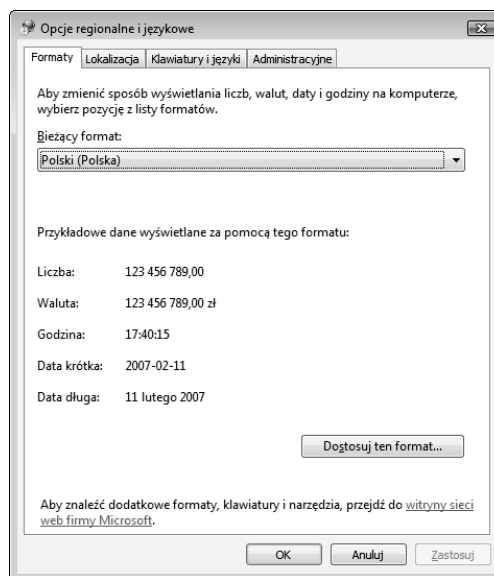 Opcje regionalne i językowe
Formaty Lokalizacja Klawiatury i języki Administracyjne
Aby zmienić sposób wyświetlania liczb, walut, daty i godziny na komputerze,
wybierz pozycję z listy formatów.
Bieżący format:
Polski (Polska)
Przykładowe dane wyświetlane za pomocą tego formatu:
Liczba: 123 456 789,00
Waluta: 123 456 789,00 zł
Godzina: 17:40:15
Data krótka: 2007-02-11
Data długa: 11 lutego 2007
Dostosuj ten format...
Aby znaleźć dodatkowe formaty, klawiatury i narzędzia, przejdź do witryny sieci
web firmy Microsoft.
OK Anuluj Zastosuj